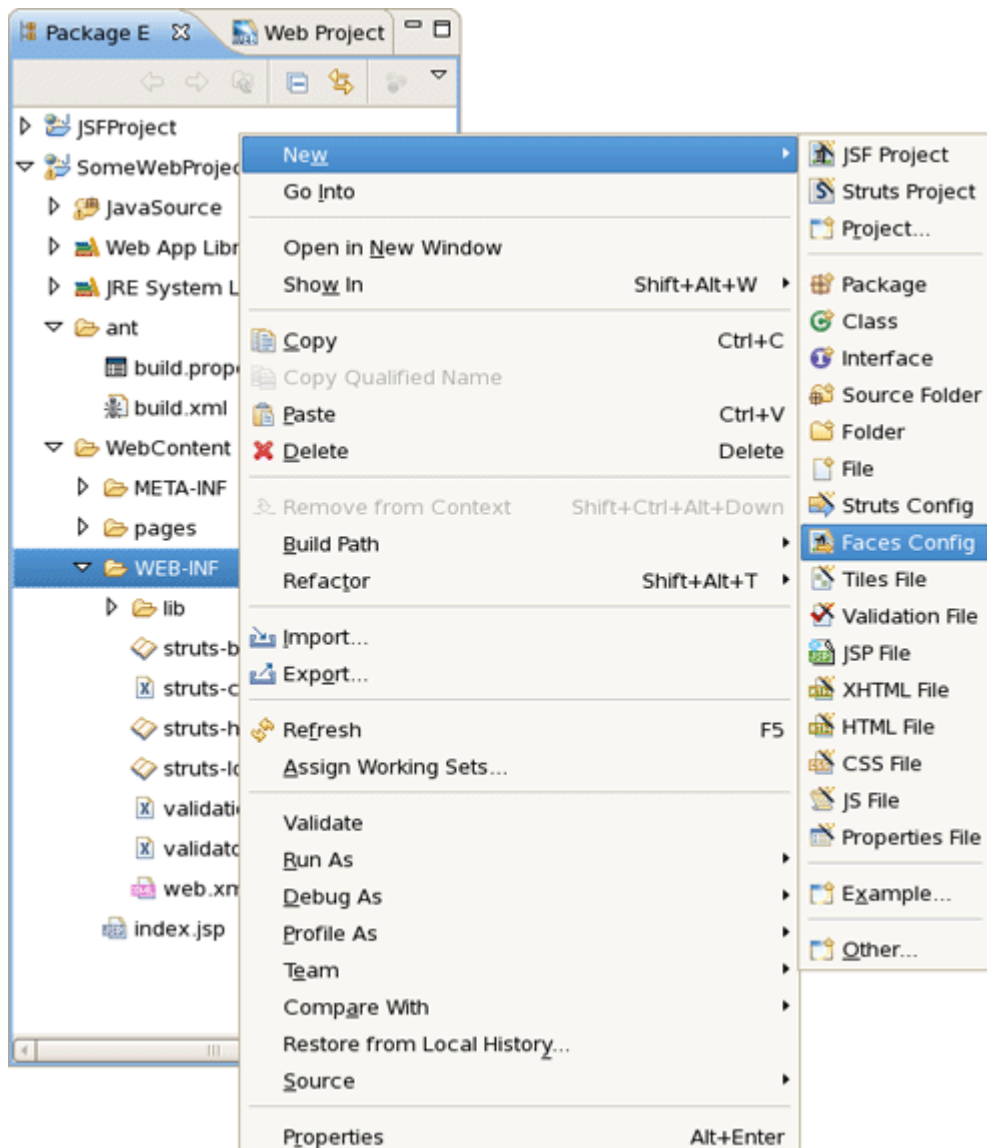 Package E
Web Project
JSFProject
SomeWebProjec
JavaSource
Web App Libr
JRE System L
ant
build.prope
build.xml
WebContent
META-INF
pages
WEB-INF
lib
struts-b
struts-c
struts-h
struts-lo
validatio
validato
web.xm
index.jsp
New
Go Into
Open in New Window
Show In Shift+Alt+W
Copy Ctrl+C
Copy Qualified Name
Paste Ctrl+V
Delete Delete
Remove from Context Shift+Ctrl+Alt+Down
Build Path
Refactor Shift+Alt+T
Import...
Export...
Refresh F5
Assign Working Sets...
Validate
Run As
Debug As
Profile As
Team
Compare With
Restore from Local History...
Source
Properties Alt+Enter
JSF Project
Struts Project
Project...
Package
Class
Interface
Source Folder
Folder
File
Struts Config
Faces Config
Tiles File
Validation File
JSP File
XHTML File
HTML File
CSS File
JS File
Properties File
Example...
Other...